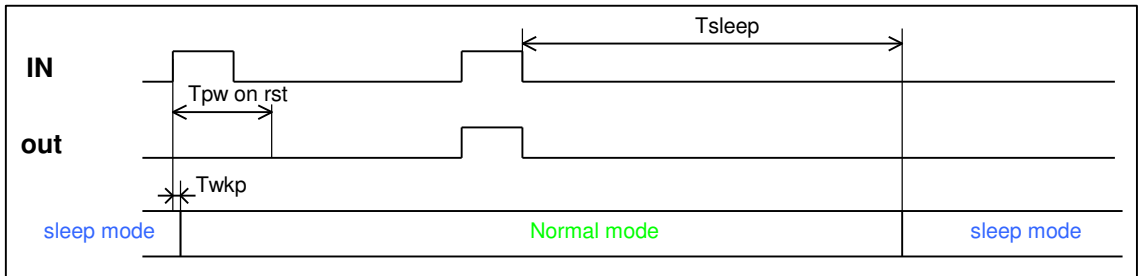 Tsleep
IN
Tpw on rst
out
Twkp
sleep mode Normal mode sleep mode